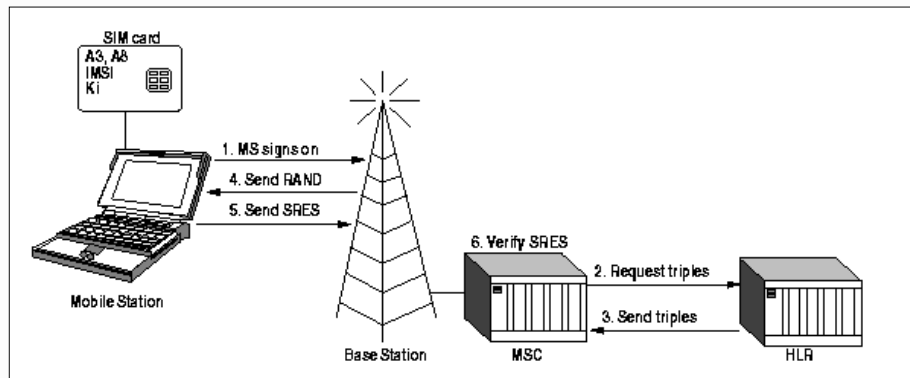 SIM card
A3, A8
IMSI
Ki
1. MS signs on
4. Send RAND
5. Send SRES
6. Verify SRES
2. Request triples
3. Send triples
Mobile Station
Base Station
MSC
HLR